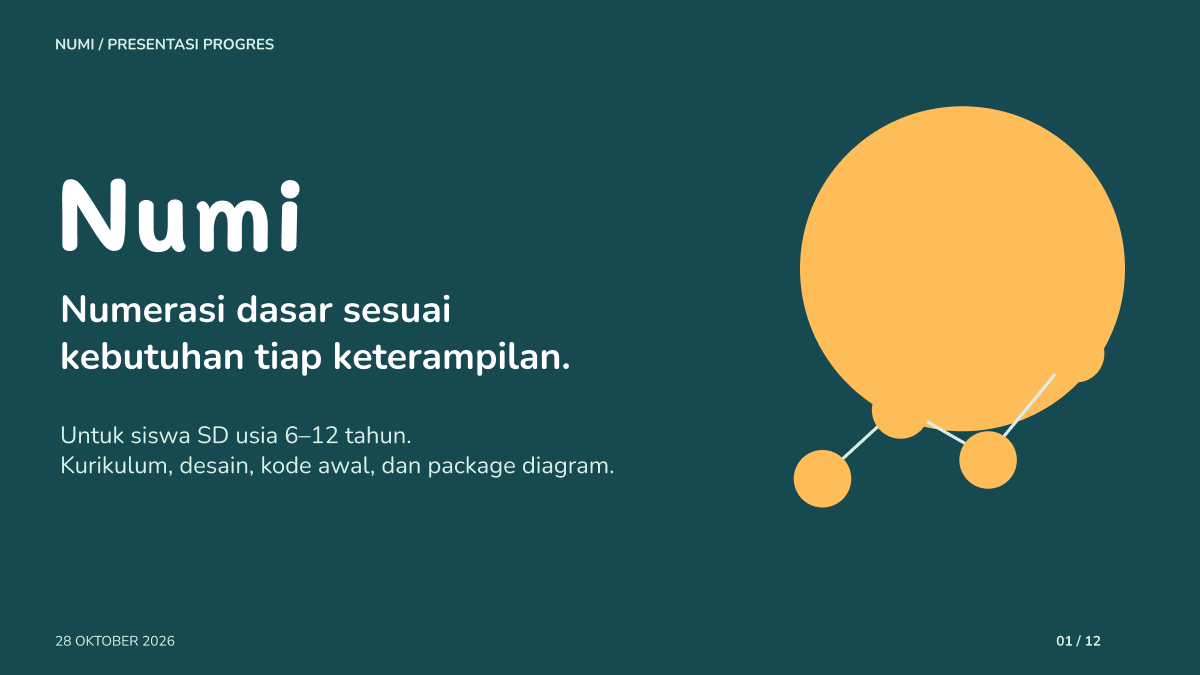 NUMI / PRESENTASI PROGRES
Numi
Numerasi dasar sesuai
kebutuhan tiap keterampilan.
Untuk siswa SD usia 6–12 tahun.
Kurikulum, desain, kode awal, dan package diagram.
28 OKTOBER 2026
01 / 12